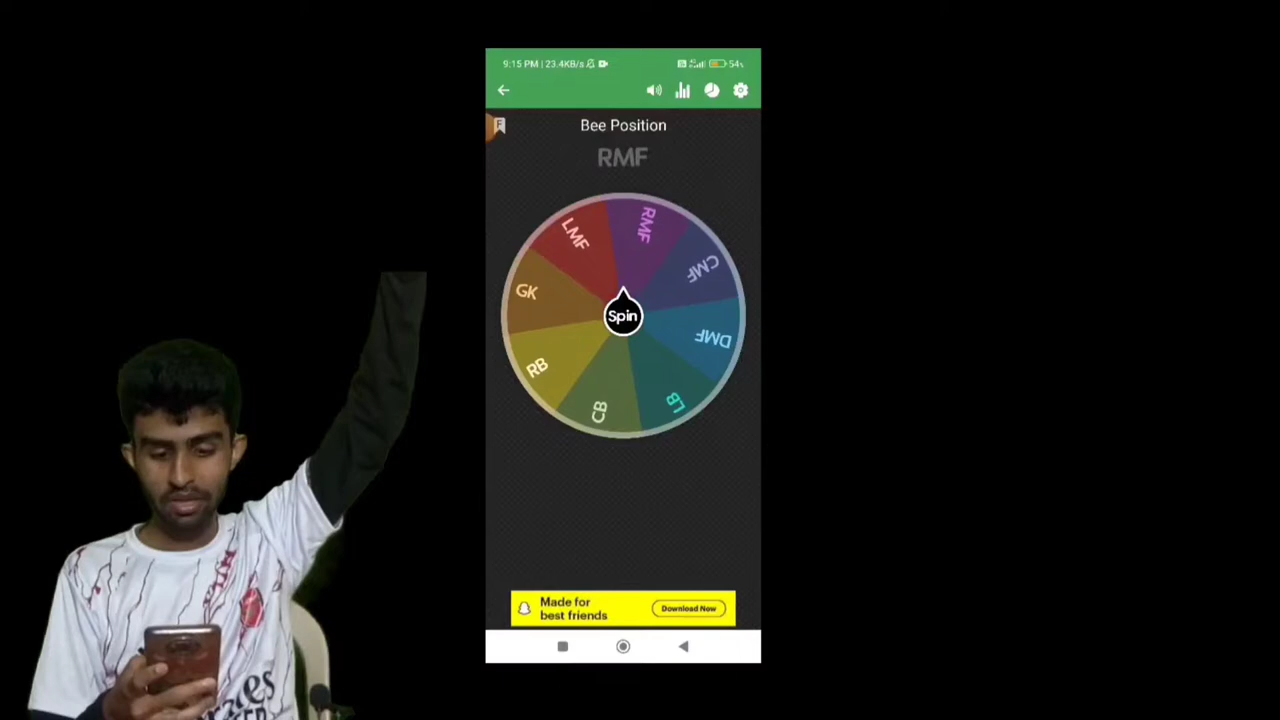 9:15 PM | 23.4KB/s
54%
Bee Position
RMF
LMF
RMF
CMF
GK
Spin
DMF
RB
LB
CB
Made for
best friends
Download Now